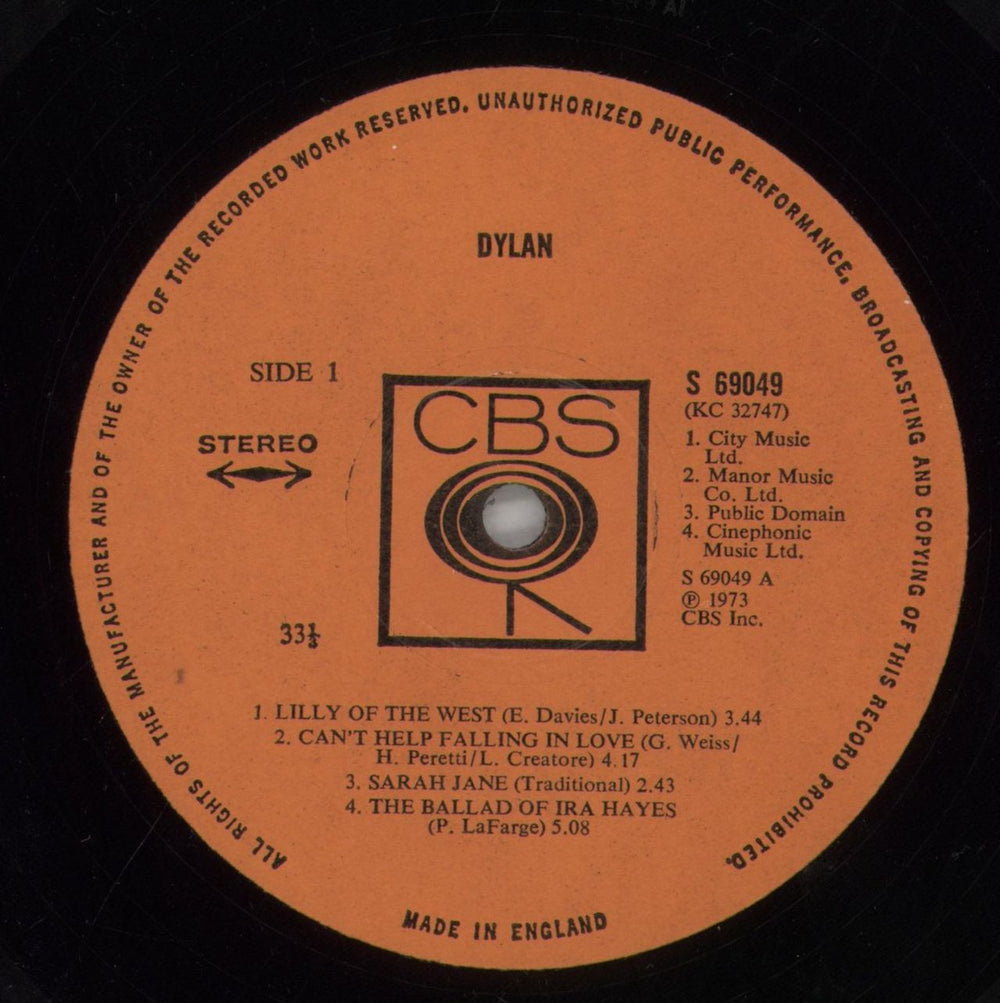 ALL RIGHTS OF THE MANUFACTURER AND OF THE OWNER OF THE RECORDED WORK RESERVED. UNAUTHORIZED PUBLIC PERFORMANCE, BROADCASTING AND COPYING OF THIS RECORD PROHIBITED.
DYLAN
SIDE 1
STEREO
33⅓
CBS
S 69049
(KC 32747)
1. City Music
Ltd.
2. Manor Music
Co. Ltd.
3. Public Domain
4. Cinephonic
Music Ltd.
S 69049 A
℗ 1973
CBS Inc.
1. LILLY OF THE WEST (E. Davies/J. Peterson) 3.44
2. CAN'T HELP FALLING IN LOVE (G. Weiss/
H. Peretti/L. Creatore) 4.17
3. SARAH JANE (Traditional) 2.43
4. THE BALLAD OF IRA HAYES
(P. LaFarge) 5.08
MADE IN ENGLAND